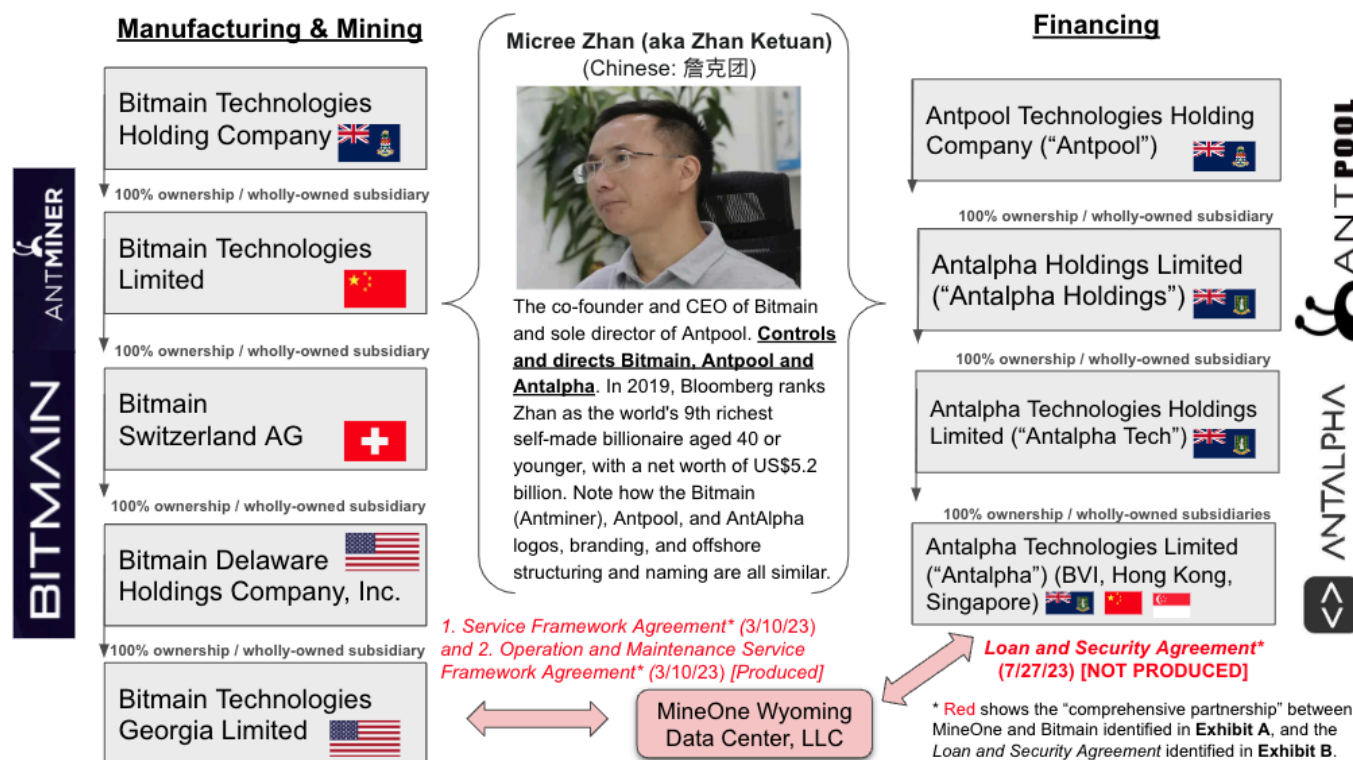 Manufacturing & Mining
Bitmain Technologies
Holding Company
100% ownership / wholly-owned subsidiary
Bitmain Technologies
Limited
100% ownership / wholly-owned subsidiary
Bitmain
Switzerland AG
100% ownership / wholly-owned subsidiary
Bitmain Delaware
Holdings Company, Inc.
100% ownership / wholly-owned subsidiary
Bitmain Technologies
Georgia Limited
ANTMINER
BITMAIN
Micree Zhan (aka Zhan Ketuan)
(Chinese: 詹克团)
The co-founder and CEO of Bitmain
and sole director of Antpool. Controls
and directs Bitmain, Antpool and
Antalpha. In 2019, Bloomberg ranks
Zhan as the world's 9th richest
self-made billionaire aged 40 or
younger, with a net worth of US$5.2
billion. Note how the Bitmain
(Antminer), Antpool, and AntAlpha
logos, branding, and offshore
structuring and naming are all similar.
1. Service Framework Agreement* (3/10/23)
and 2. Operation and Maintenance Service
Framework Agreement* (3/10/23) [Produced]
MineOne Wyoming
Data Center, LLC
Financing
Antpool Technologies Holding
Company (“Antpool”)
100% ownership / wholly-owned subsidiary
Antalpha Holdings Limited
(“Antalpha Holdings”)
100% ownership / wholly-owned subsidiary
Antalpha Technologies Holdings
Limited (“Antalpha Tech”)
100% ownership / wholly-owned subsidiaries
Antalpha Technologies Limited
(“Antalpha”) (BVI, Hong Kong,
Singapore)
Loan and Security Agreement*
(7/27/23) [NOT PRODUCED]
* Red shows the “comprehensive partnership” between
MineOne and Bitmain identified in Exhibit A, and the
Loan and Security Agreement identified in Exhibit B.
ANTPOOL
ANTALPHA